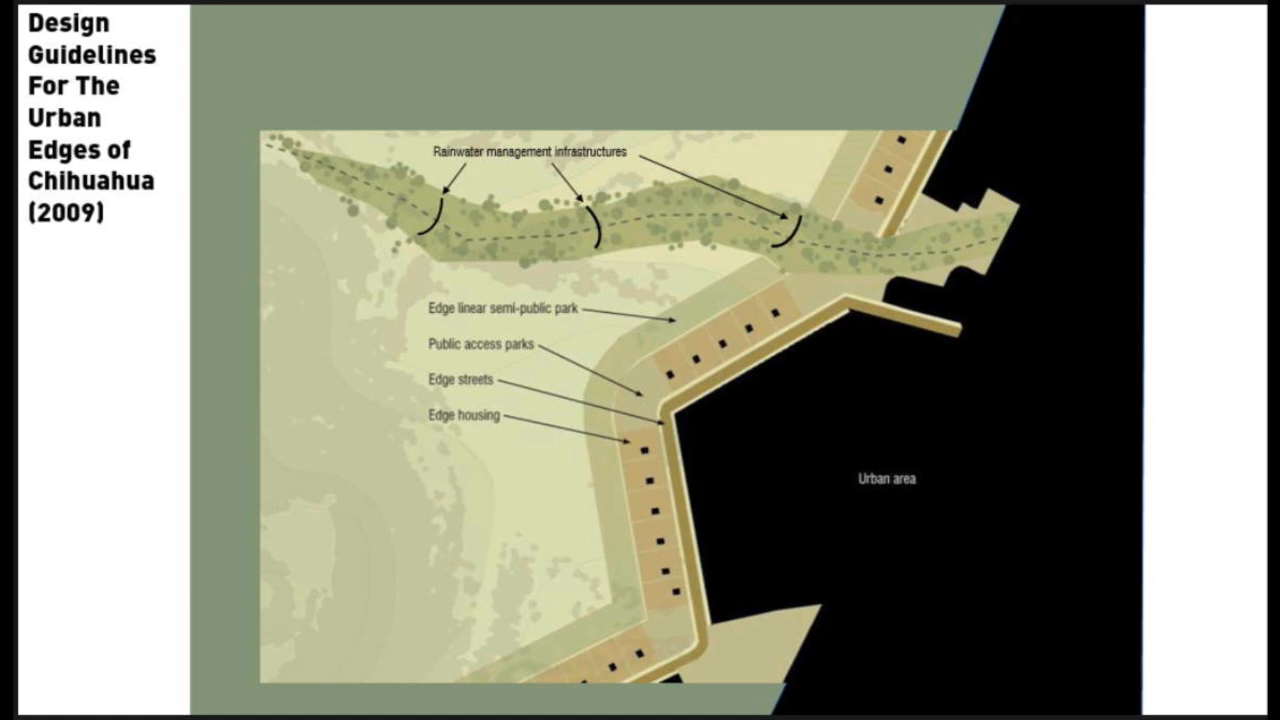 Design
Guidelines
For The
Urban
Edges of
Chihuahua
(2009)
Rainwater management infrastructures
Edge linear semi-public park
Public access parks
Edge streets
Edge housing
Urban area